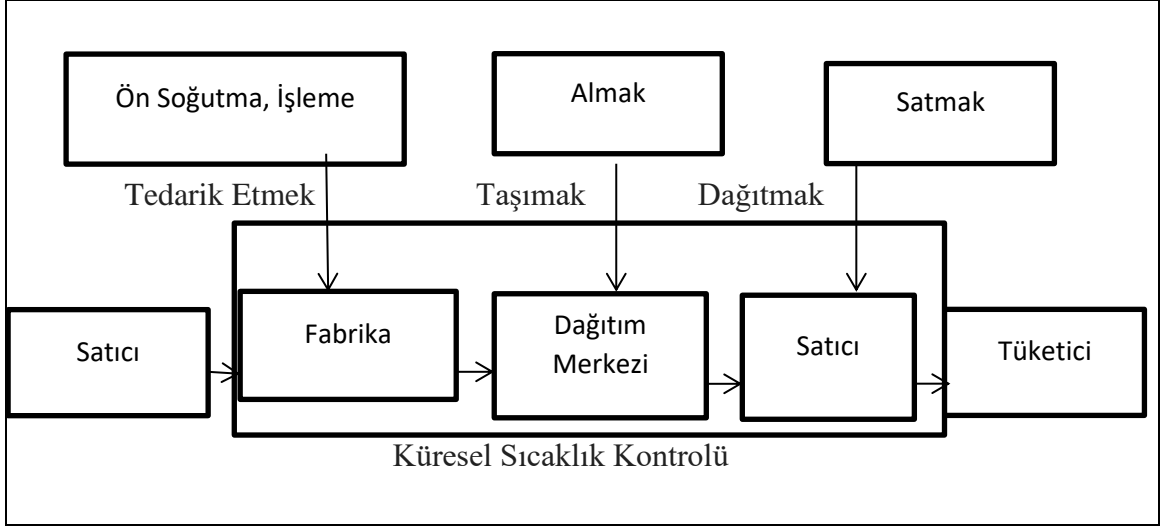 Ön Soğutma, İşleme
Almak
Satmak
Tedarik Etmek
Taşımak
Dağıtmak
Satıcı
Fabrika
Dağıtım
Merkezi
Satıcı
Tüketici
Küresel Sıcaklık Kontrolü